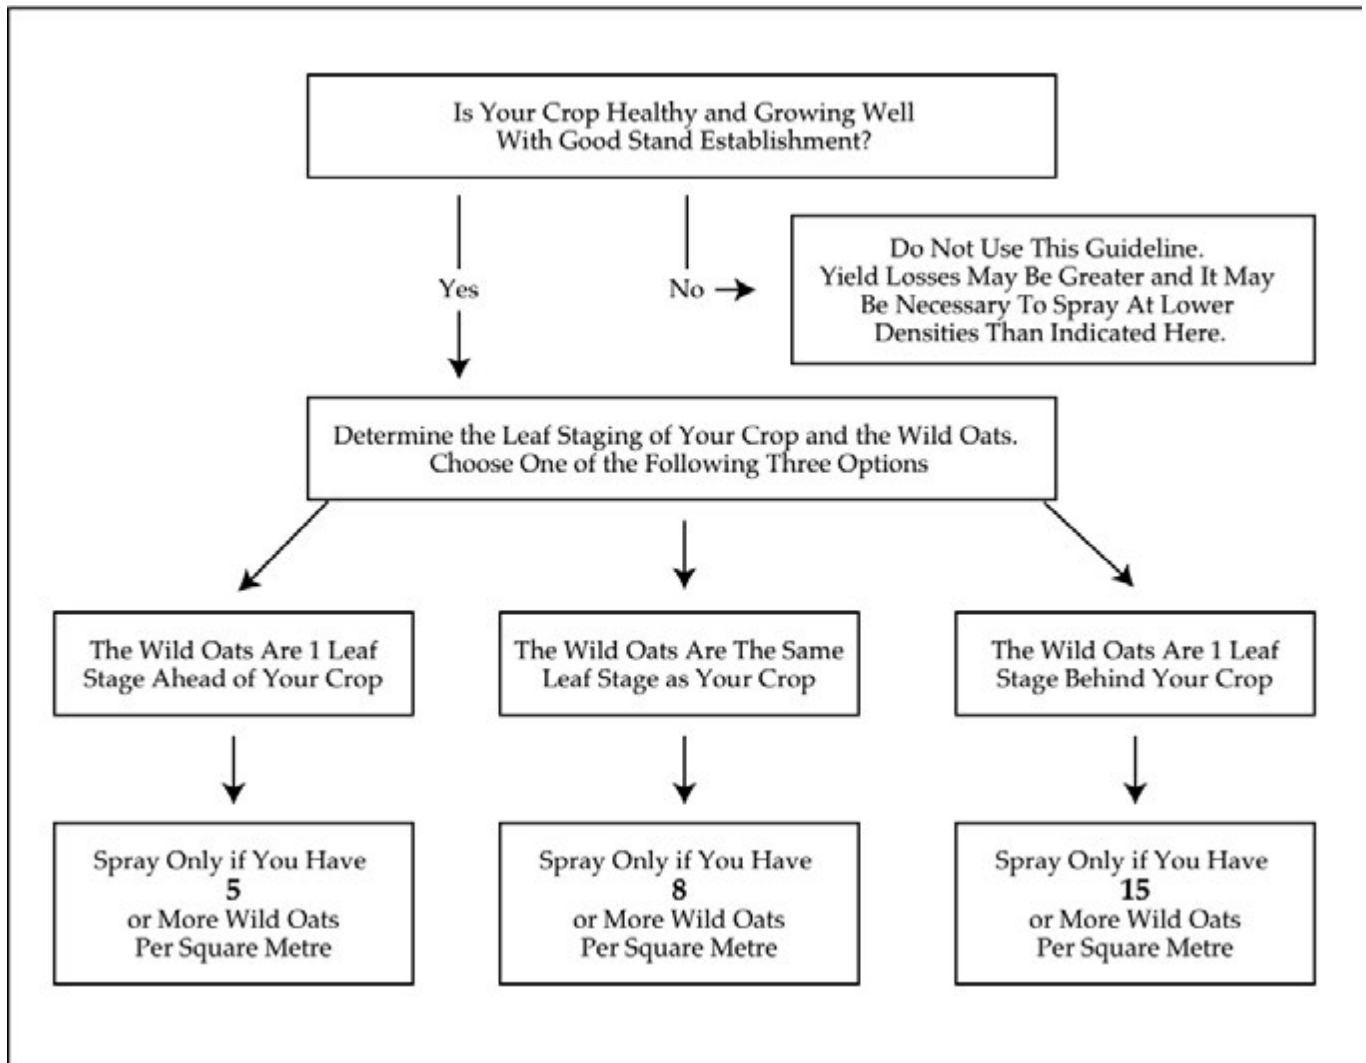 Is Your Crop Healthy and Growing Well
With Good Stand Establishment?
Yes
No
Do Not Use This Guideline.
Yield Losses May Be Greater and It May
Be Necessary To Spray At Lower
Densities Than Indicated Here.
Determine the Leaf Staging of Your Crop and the Wild Oats.
Choose One of the Following Three Options
The Wild Oats Are 1 Leaf
Stage Ahead of Your Crop
The Wild Oats Are The Same
Leaf Stage as Your Crop
The Wild Oats Are 1 Leaf
Stage Behind Your Crop
Spray Only if You Have
5
or More Wild Oats
Per Square Metre
Spray Only if You Have
8
or More Wild Oats
Per Square Metre
Spray Only if You Have
15
or More Wild Oats
Per Square Metre